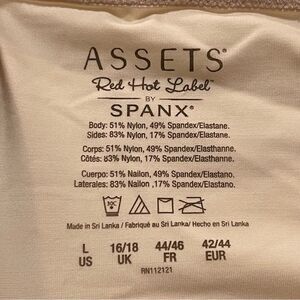 ASSETS®
Red Hot Label™
BY
SPANX®
Body: 51% Nylon, 49% Spandex/Elastane.
Sides: 83% Nylon, 17% Spandex/Elastane.
Corps: 51% Nylon, 49% Spandex/Elasthanne.
Côtés: 83% Nylon, 17% Spandex/Elasthanne.
Cuerpo: 51% Nailon, 49% Spandex/Elastano.
Laterales: 83% Nailon ,17% Spandex/Elastano.
Made in Sri Lanka / Fabriqué au Sri Lanka/ Hecho en Sri Lanka
L 16/18 44/46 42/44
US UK FR EUR
RN112121